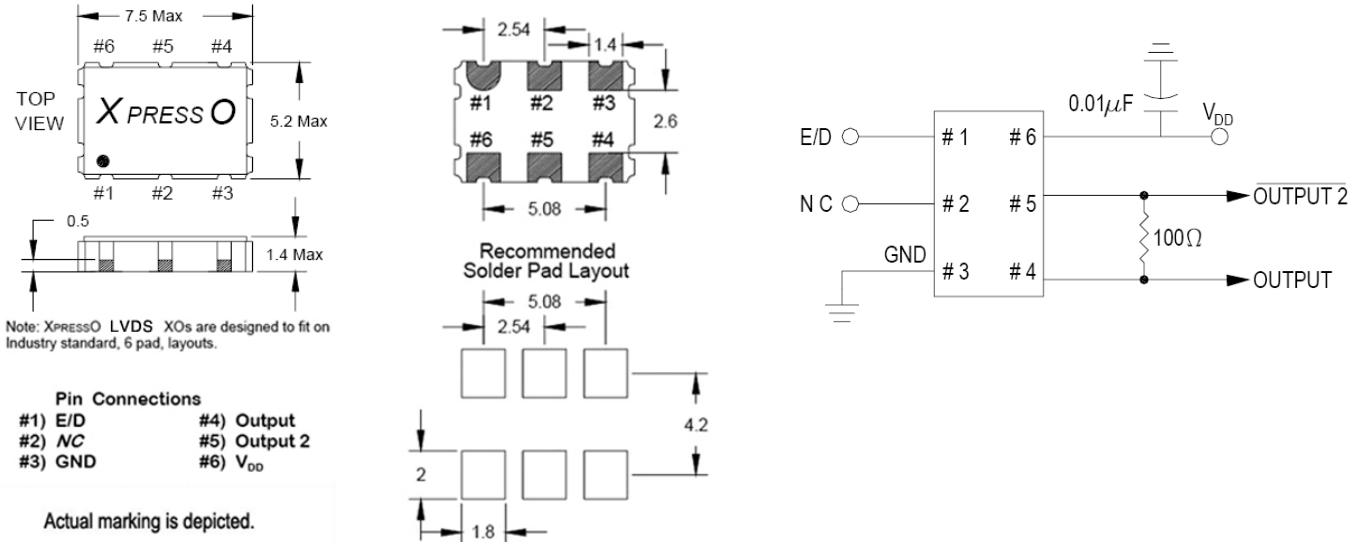 7.5 Max
#6 #5 #4
TOP
VIEW
XPRESSO
5.2 Max
#1 #2 #3
0.5
1.4 Max
Note: XPRESSO LVDS XOs are designed to fit on
Industry standard, 6 pad, layouts.
Pin Connections
#1) E/D #4) Output
#2) NC #5) Output 2
#3) GND #6) VDD
Actual marking is depicted.
2.54
1.4
#1 #2 #3
2.6
#6 #5 #4
5.08
Recommended
Solder Pad Layout
5.08
2.54
4.2
2
1.8
0.01µF
VDD
E/D #1 #6
NC #2 #5 OUTPUT 2
100Ω
GND #3 #4 OUTPUT